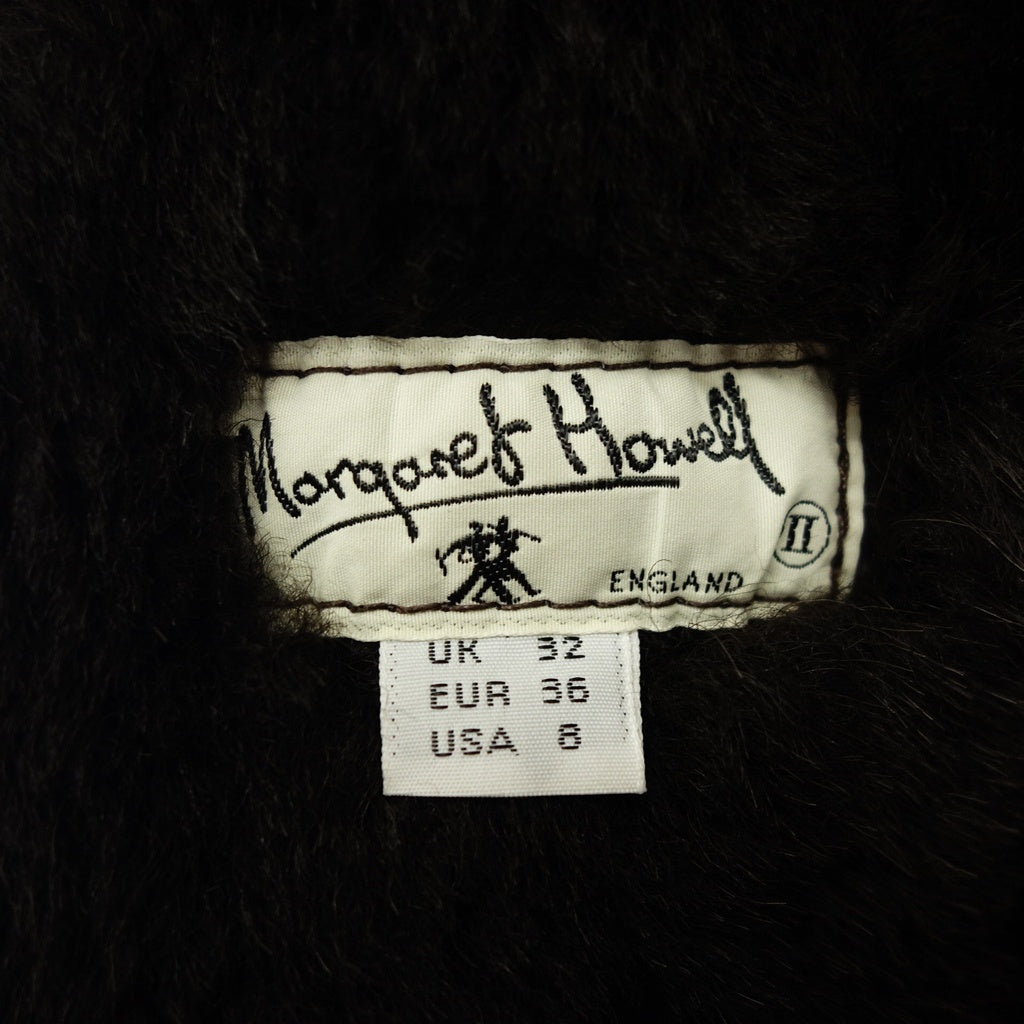 Margaret Howell
II
ENGLAND
UK 32
EUR 36
USA 8